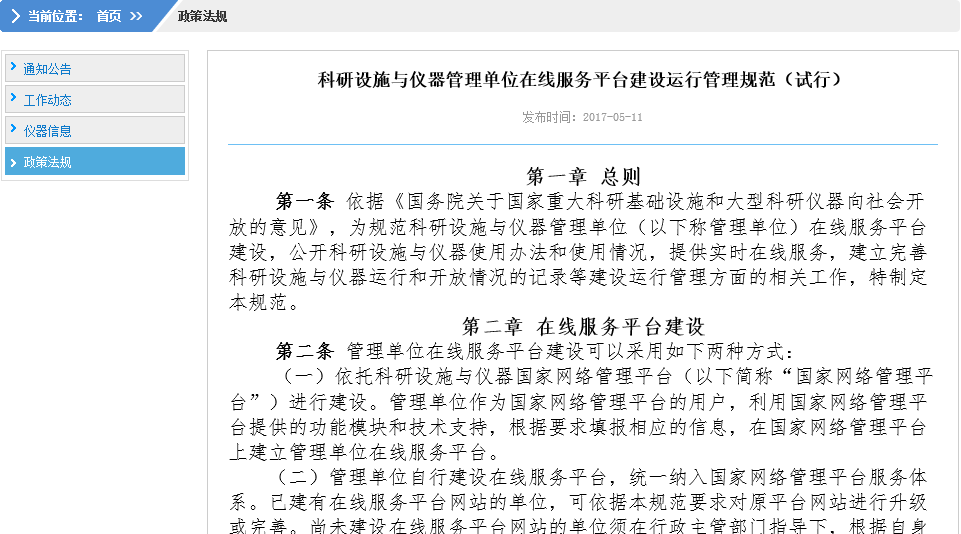 当前位置： 首页 >> 政策法规
通知公告
工作动态
仪器信息
政策法规
科研设施与仪器管理单位在线服务平台建设运行管理规范（试行）
发布时间：2017-05-11
第一章 总则
第一条 依据《国务院关于国家重大科研基础设施和大型科研仪器向社会开
放的意见》，为规范科研设施与仪器管理单位（以下称管理单位）在线服务平台
建设，公开科研设施与仪器使用办法和使用情况，提供实时在线服务，建立完善
科研设施与仪器运行和开放情况的记录等建设运行管理方面的相关工作，特制定
本规范。
第二章 在线服务平台建设
第二条 管理单位在线服务平台建设可以采用如下两种方式：
（一）依托科研设施与仪器国家网络管理平台（以下简称“国家网络管理平
台”）进行建设。管理单位作为国家网络管理平台的用户，利用国家网络管理平
台提供的功能模块和技术支持，根据要求填报相应的信息，在国家网络管理平台
上建立管理单位在线服务平台。
（二）管理单位自行建设在线服务平台，统一纳入国家网络管理平台服务体
系。已建有在线服务平台网站的单位，可依据本规范要求对原平台网站进行升级
或完善。尚未建设在线服务平台网站的单位须在行政主管部门指导下，根据自身